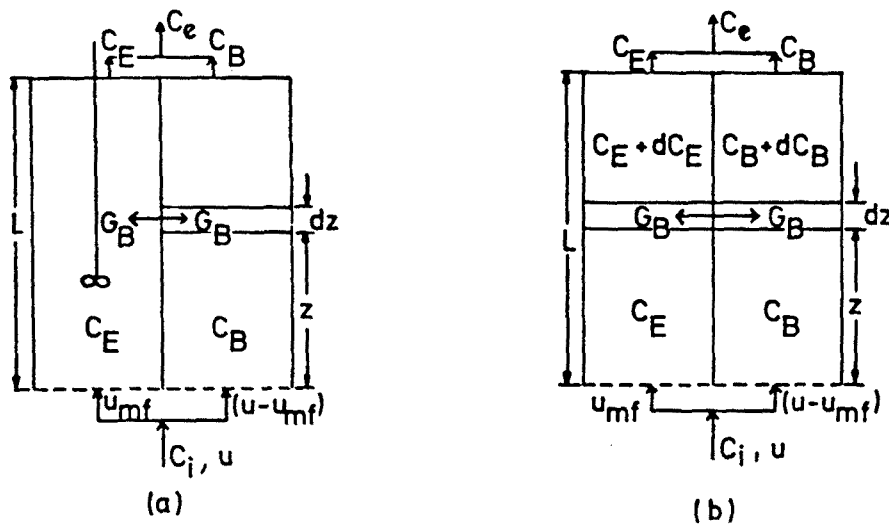 C_e
C_E C_B
L
G_B G_B dz
z
C_E C_B
u_mf (u-u_mf)
C_i, u
(a)
C_e
C_E C_B
C_E + dC_E C_B + dC_B
L
G_B G_B dz
z
C_E C_B
u_mf (u-u_mf)
C_i, u
(b)